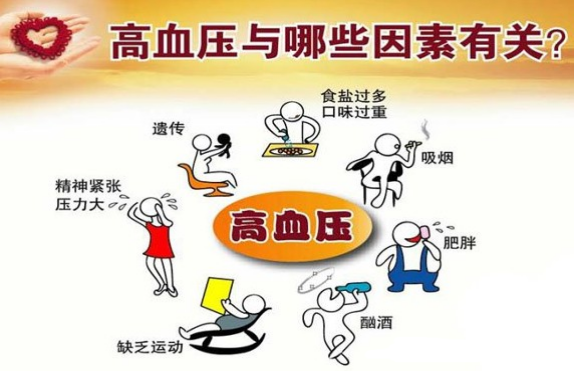 高血压与哪些因素有关?
食盐过多
口味过重
遗传
吸烟
精神紧张
压力大
高血压
肥胖
酗酒
缺乏运动